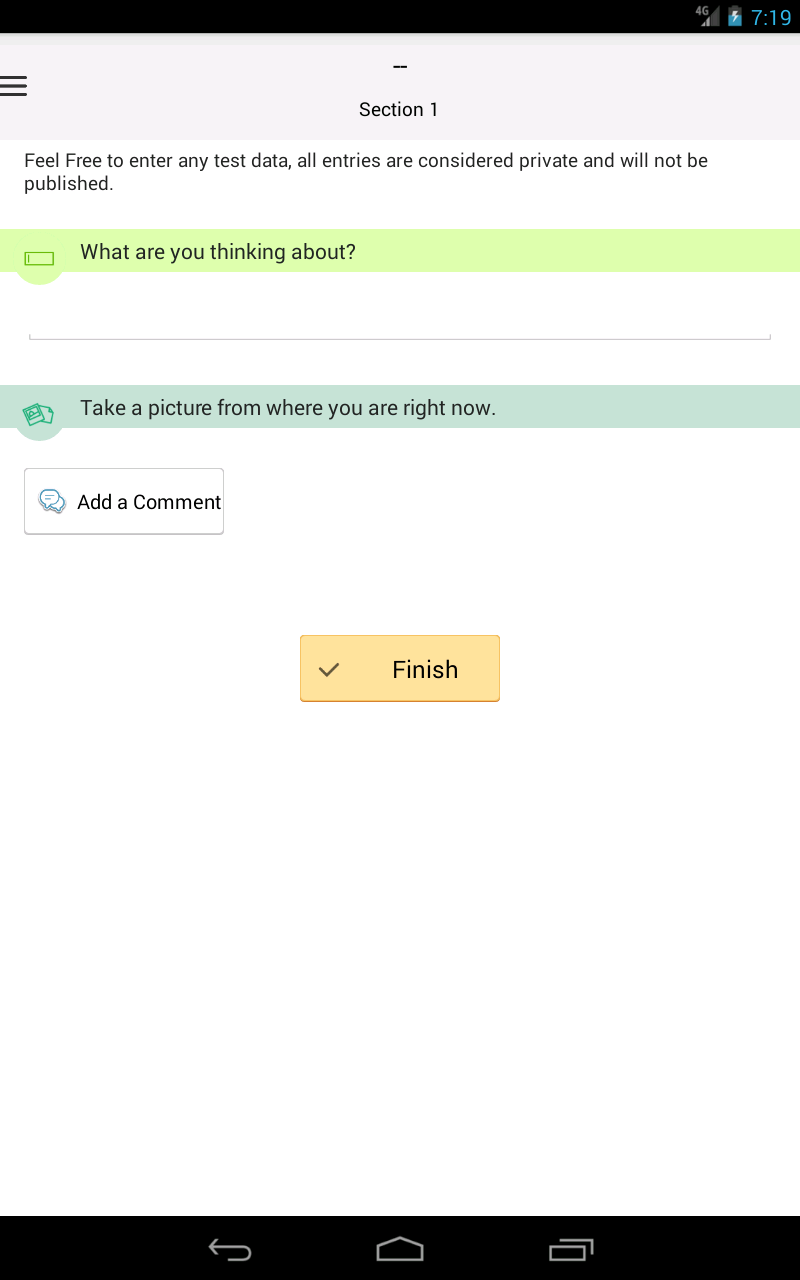 4G 7:19
--
Section 1
Feel Free to enter any test data, all entries are considered private and will not be
published.
What are you thinking about?
Take a picture from where you are right now.
Add a Comment
Finish